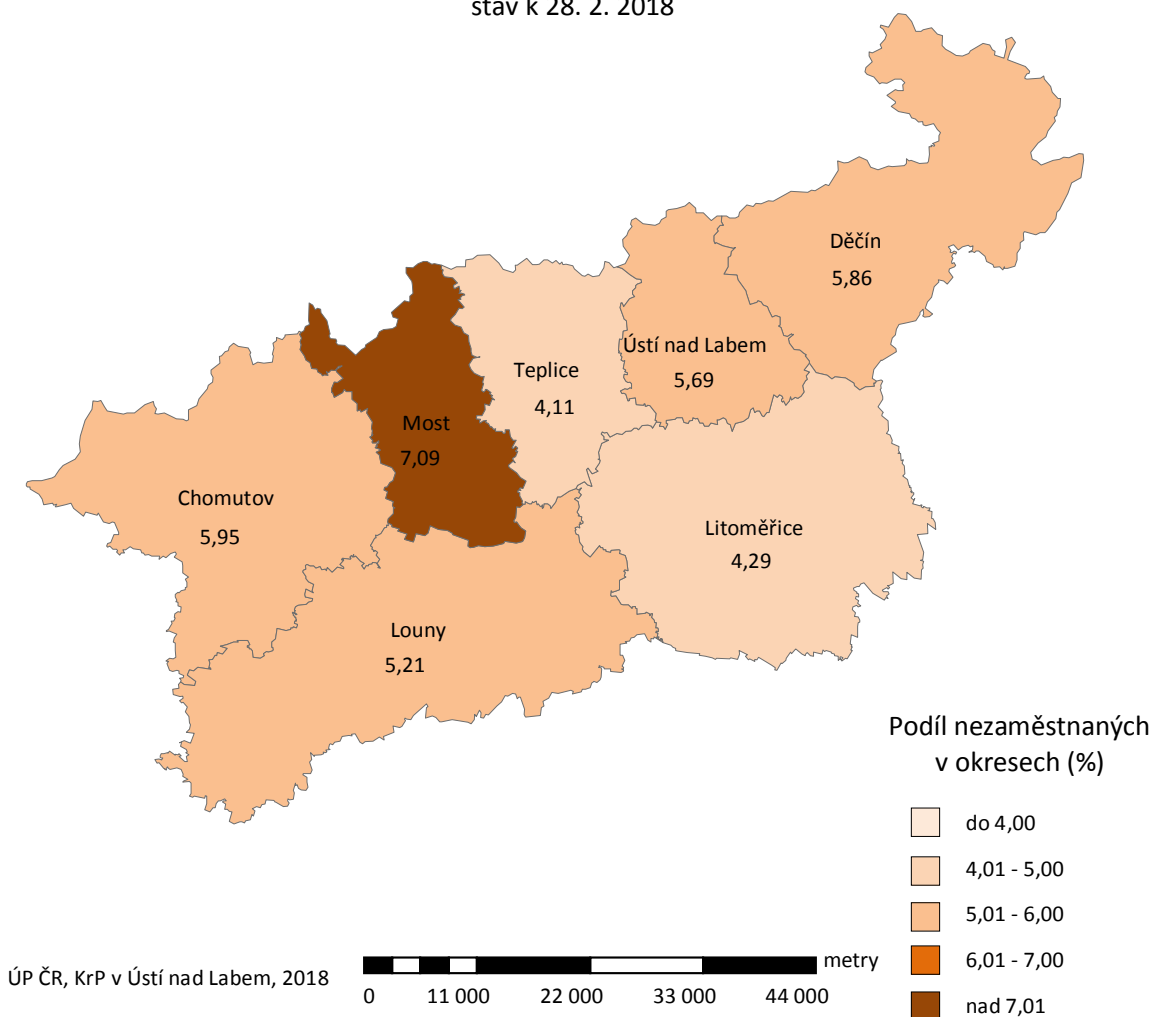 stav k 28. 2. 2018
Děčín
5,86
Ústí nad Labem
5,69
Teplice
4,11
Most
7,09
Chomutov
5,95
Litoměřice
4,29
Louny
5,21
Podíl nezaměstnaných
v okresech (%)
do 4,00
4,01 - 5,00
5,01 - 6,00
6,01 - 7,00
nad 7,01
ÚP ČR, KrP v Ústí nad Labem, 2018
metry
0 11 000 22 000 33 000 44 000